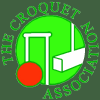 THE CROQUET
ASSOCIATION